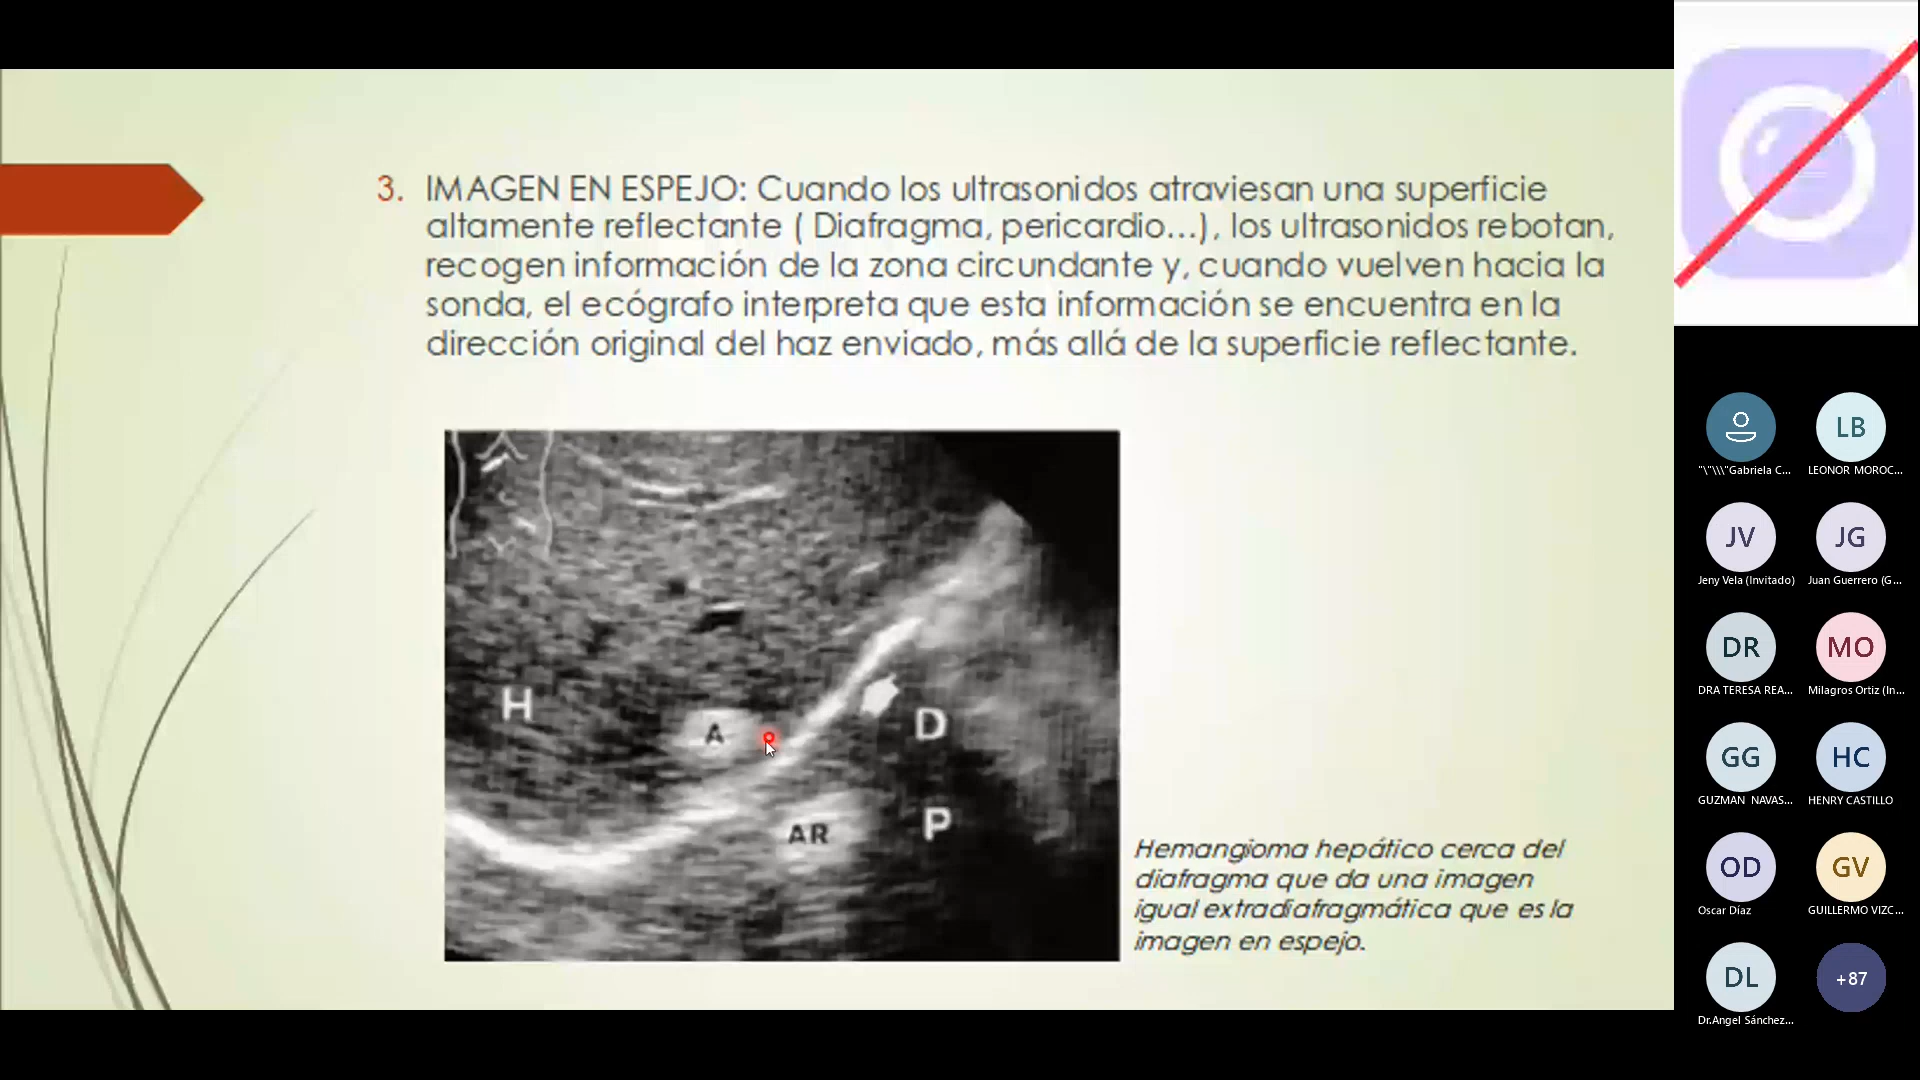 3. IMAGEN EN ESPEJO: Cuando los ultrasonidos atraviesan una superficie
altamente reflectante ( Diafragma, pericardio...), los ultrasonidos rebotan,
recogen información de la zona circundante y, cuando vuelven hacia la
sonda, el ecógrafo interpreta que esta información se encuentra en la
dirección original del haz enviado, más allá de la superficie reflectante.
H
A
D
AR
P
Hemangioma hepático cerca del
diafragma que da una imagen
igual extradiafragmática que es la
imagen en espejo.
LB
"\"\\\"Gabriela C...
LEONOR MOROC...
JV
JG
Jeny Vela (Invitado)
Juan Guerrero (G...
DR
MO
DRA TERESA REA...
Milagros Ortiz (In...
GG
HC
GUZMAN NAVAS...
HENRY CASTILLO
OD
GV
Oscar Díaz
GUILLERMO VIZC...
DL
+87
Dr.Angel Sánchez...